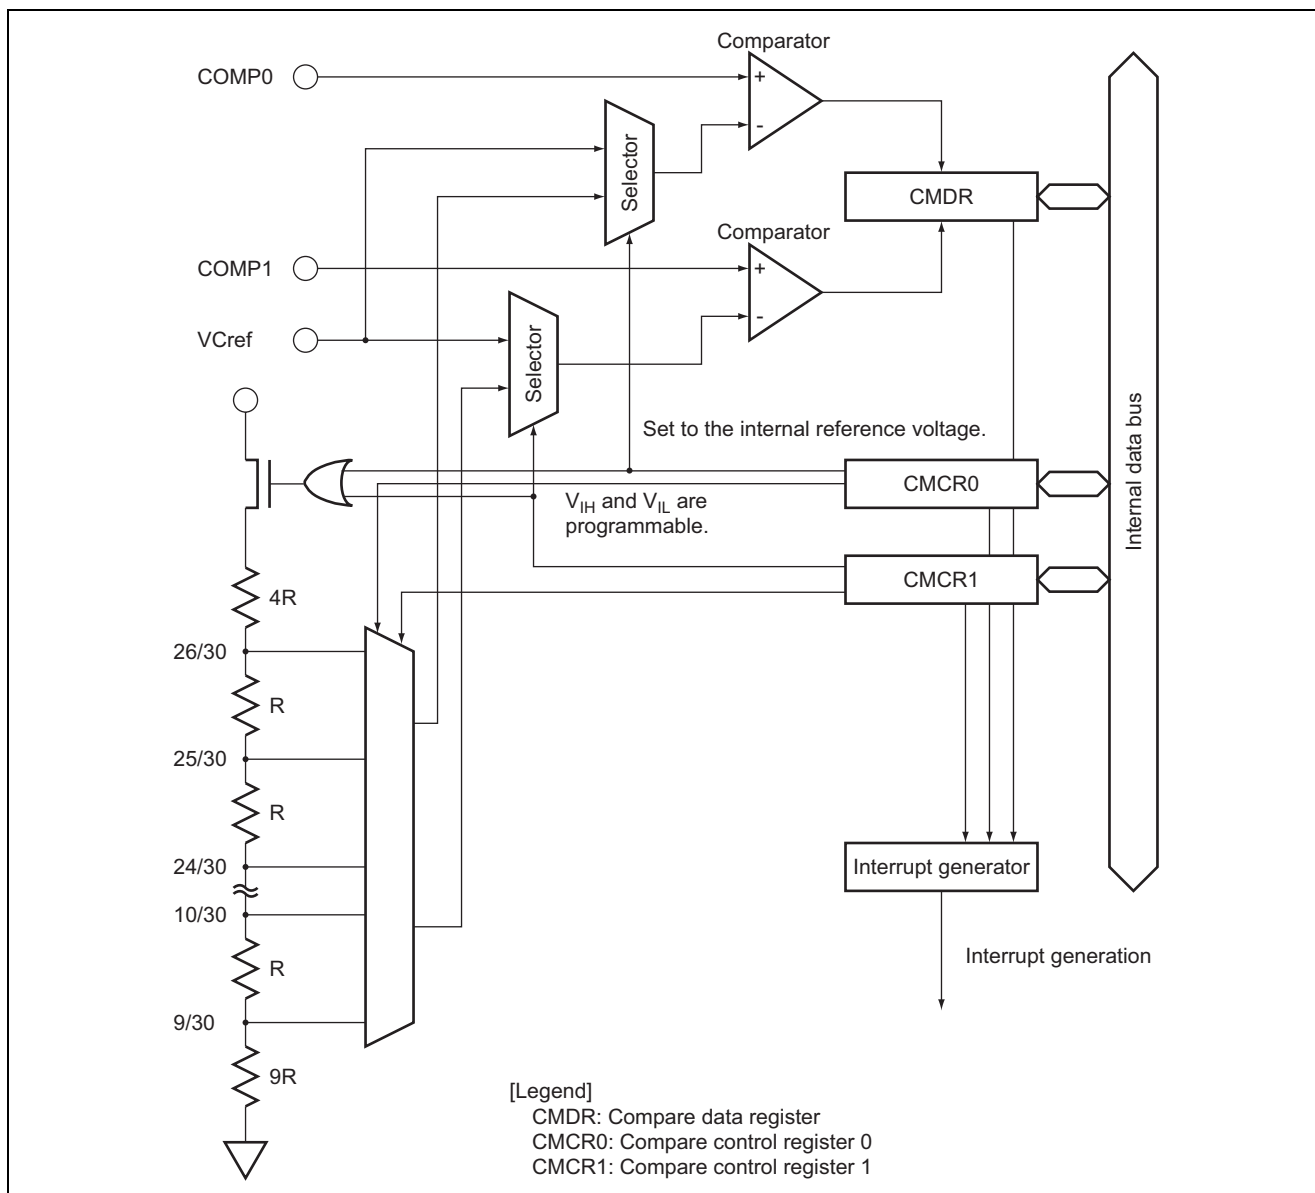 Comparator
COMP0
+
-
Selector
CMDR
Comparator
COMP1
+
-
VCref
Selector
Set to the internal reference voltage.
CMCR0
V_IH and V_IL are
programmable.
CMCR1
Internal data bus
4R
26/30
R
25/30
R
24/30
10/30
R
9/30
9R
Interrupt generator
Interrupt generation
[Legend]
CMDR: Compare data register
CMCR0: Compare control register 0
CMCR1: Compare control register 1